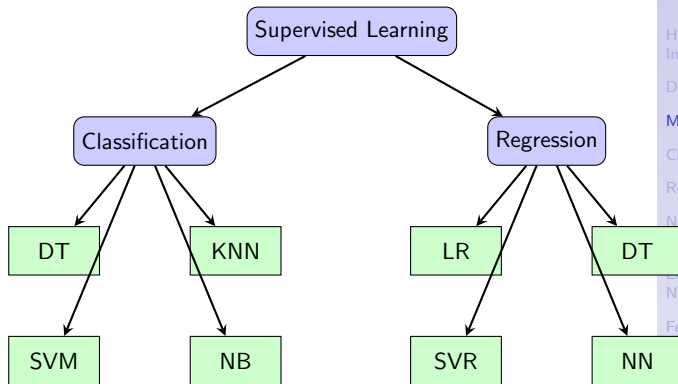 Supervised Learning
Classification
Regression
DT
KNN
LR
DT
SVM
NB
SVR
NN